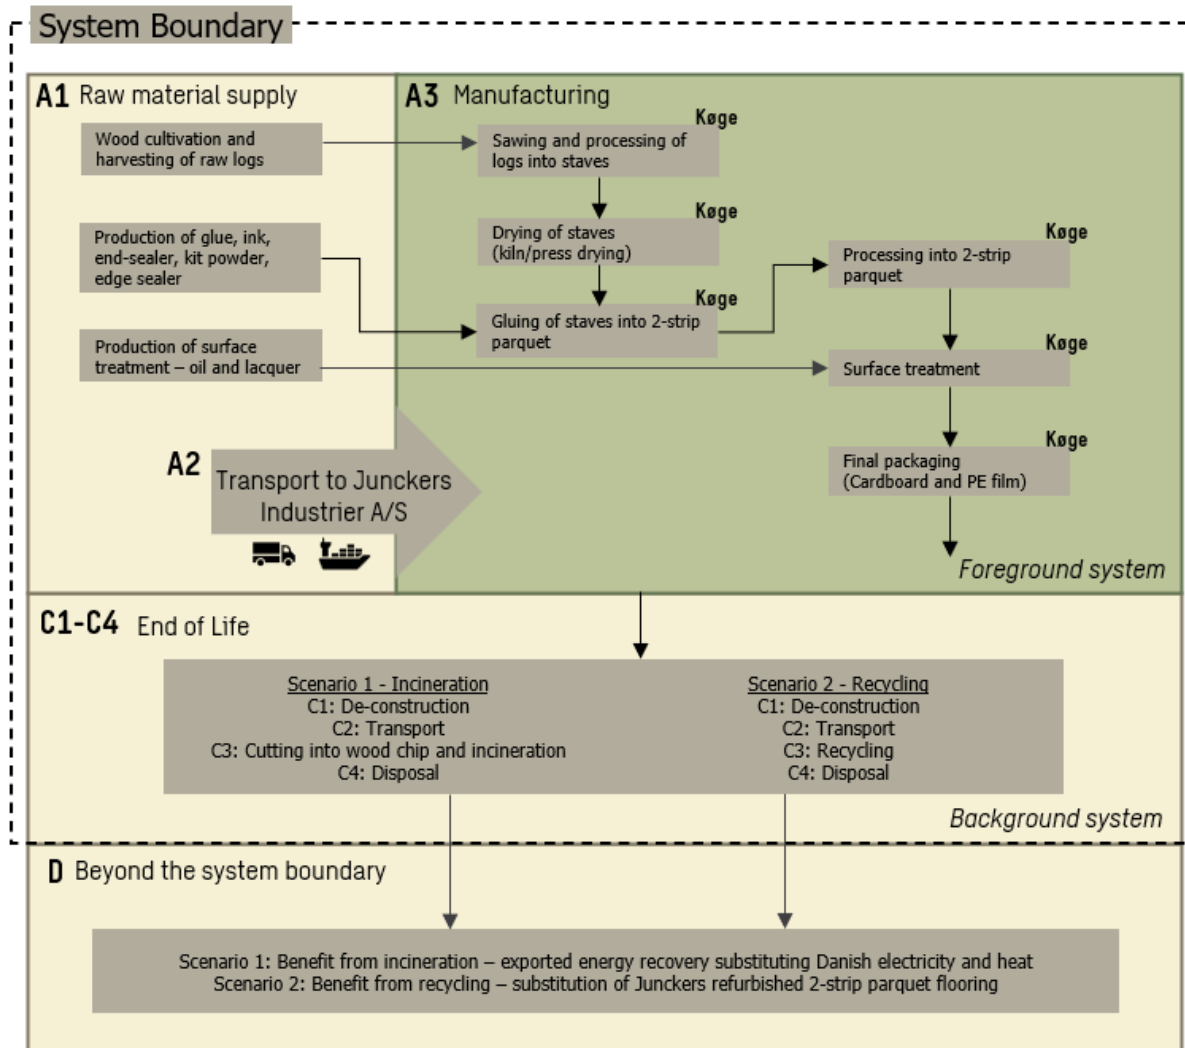 System Boundary
A1 Raw material supply
Wood cultivation and
harvesting of raw logs
Production of glue, ink,
end-sealer, kit powder,
edge sealer
Production of surface
treatment – oil and lacquer
A2
Transport to Junckers
Industrier A/S
A3 Manufacturing
Køge
Sawing and processing of
logs into staves
Køge
Drying of staves
(kiln/press drying)
Køge
Gluing of staves into 2-strip
parquet
Køge
Processing into 2-strip
parquet
Køge
Surface treatment
Køge
Final packaging
(Cardboard and PE film)
Foreground system
C1-C4 End of Life
Scenario 1 - Incineration
C1: De-construction
C2: Transport
C3: Cutting into wood chip and incineration
C4: Disposal
Scenario 2 - Recycling
C1: De-construction
C2: Transport
C3: Recycling
C4: Disposal
Background system
D Beyond the system boundary
Scenario 1: Benefit from incineration – exported energy recovery substituting Danish electricity and heat
Scenario 2: Benefit from recycling – substitution of Junckers refurbished 2-strip parquet flooring